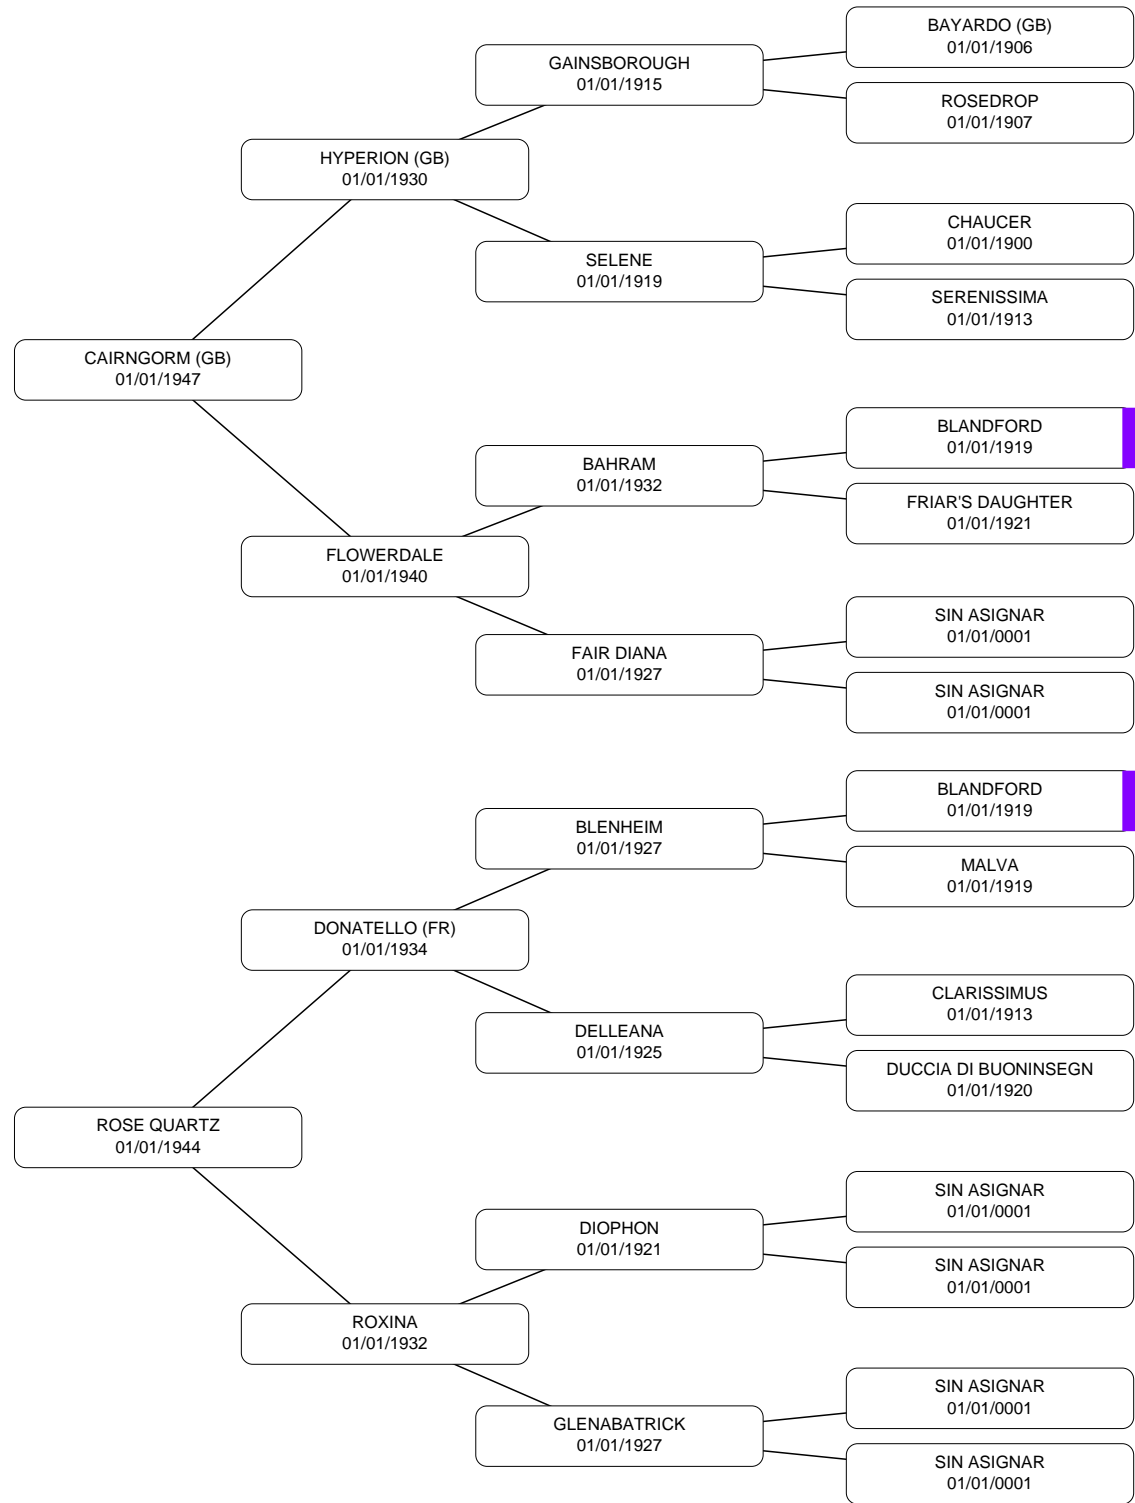 BAYARDO (GB)
01/01/1906
GAINSBOROUGH
01/01/1915
ROSEDROP
01/01/1907
HYPERION (GB)
01/01/1930
CHAUCER
01/01/1900
SELENE
01/01/1919
SERENISSIMA
01/01/1913
CAIRNGORM (GB)
01/01/1947
BLANDFORD
01/01/1919
BAHRAM
01/01/1932
FRIAR'S DAUGHTER
01/01/1921
FLOWERDALE
01/01/1940
SIN ASIGNAR
01/01/0001
FAIR DIANA
01/01/1927
SIN ASIGNAR
01/01/0001
BLANDFORD
01/01/1919
BLENHEIM
01/01/1927
MALVA
01/01/1919
DONATELLO (FR)
01/01/1934
CLARISSIMUS
01/01/1913
DELLEANA
01/01/1925
DUCCIA DI BUONINSEGN
01/01/1920
ROSE QUARTZ
01/01/1944
SIN ASIGNAR
01/01/0001
DIOPHON
01/01/1921
SIN ASIGNAR
01/01/0001
ROXINA
01/01/1932
SIN ASIGNAR
01/01/0001
GLENABATRICK
01/01/1927
SIN ASIGNAR
01/01/0001